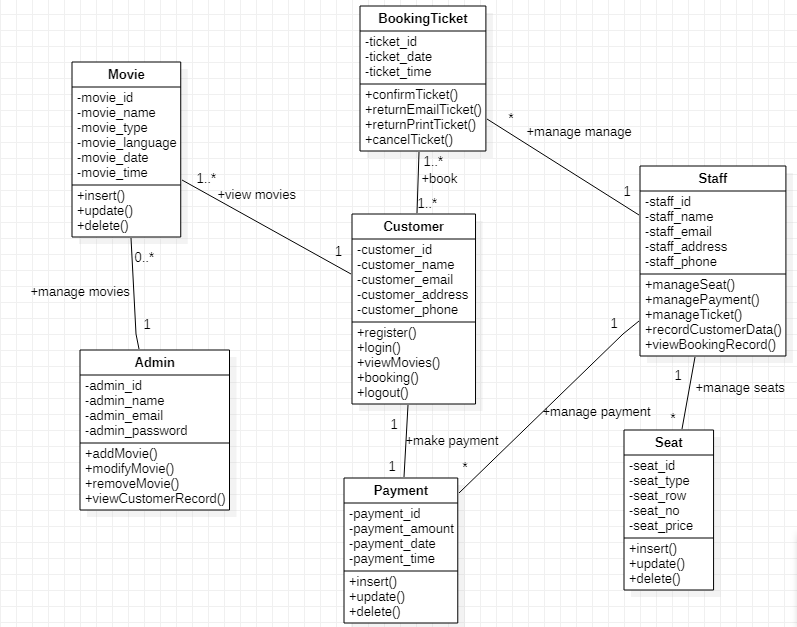 BookingTicket
-ticket_id
-ticket_date
-ticket_time
+confirmTicket()
+returnEmailTicket()
+returnPrintTicket()
+cancelTicket()
Movie
-movie_id
-movie_name
-movie_type
-movie_language
-movie_date
-movie_time
+insert()
+update()
+delete()
*
+manage manage
1
1..*
+book
1..*
1..*
+view movies
1
Staff
-staff_id
-staff_name
-staff_email
-staff_address
-staff_phone
+manageSeat()
+managePayment()
+manageTicket()
+recordCustomerData()
+viewBookingRecord()
Customer
-customer_id
-customer_name
-customer_email
-customer_address
-customer_phone
+register()
+login()
+viewMovies()
+booking()
+logout()
0..*
+manage movies
1
Admin
-admin_id
-admin_name
-admin_email
-admin_password
+addMovie()
+modifyMovie()
+removeMovie()
+viewCustomerRecord()
1
+manage payment
*
1
+manage seats
*
1
+make payment
1
Seat
-seat_id
-seat_type
-seat_row
-seat_no
-seat_price
+insert()
+update()
+delete()
Payment
-payment_id
-payment_amount
-payment_date
-payment_time
+insert()
+update()
+delete()